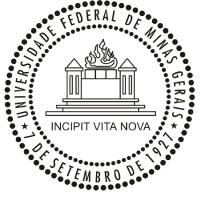 UNIVERSIDADE FEDERAL DE MINAS GERAIS
INCIPIT VITA NOVA
* 7 DE SETEMBRO DE 1927 *